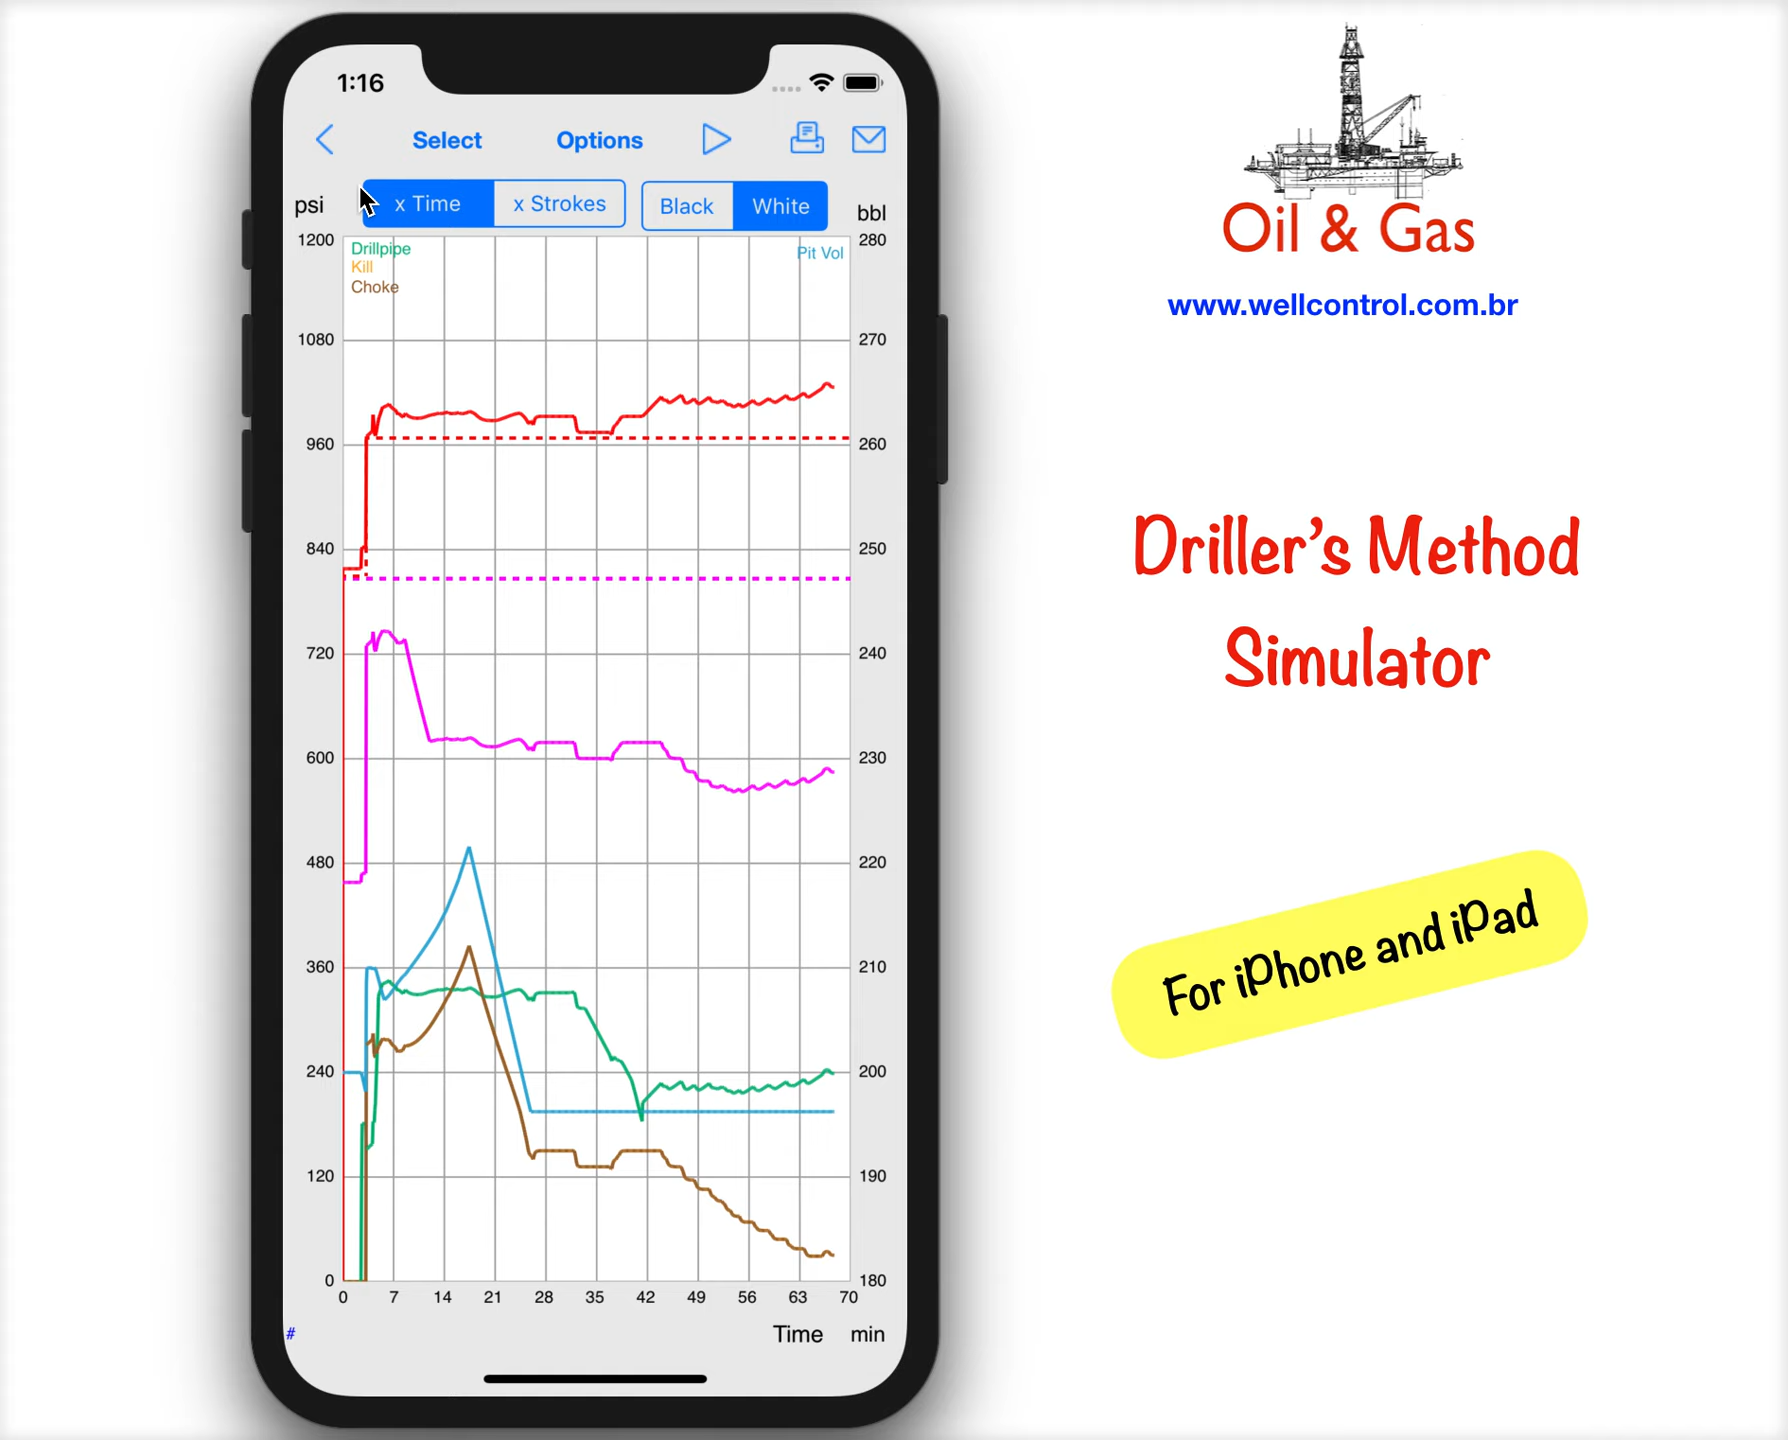 1:16
Select Options
psi x Time x Strokes Black White bbl
1200 280
Drillpipe Pit Vol
Kill
Choke
1080 270
960 260
840 250
720 240
600 230
480 220
360 210
240 200
120 190
0 180
0 7 14 21 28 35 42 49 56 63 70
# Time min
Oil & Gas
www.wellcontrol.com.br
Driller's Method
Simulator
For iPhone and iPad